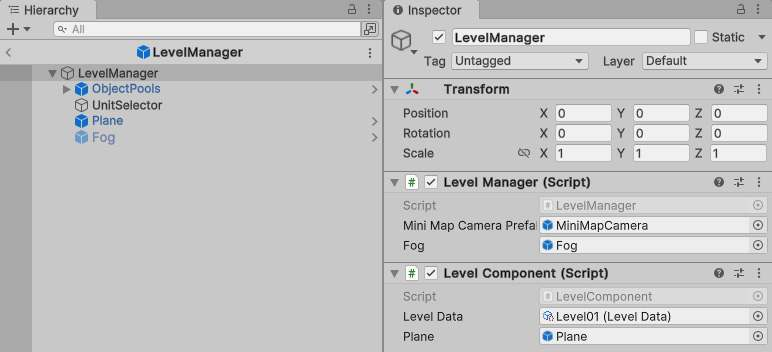 Hierarchy
All
LevelManager
LevelManager
ObjectPools
UnitSelector
Plane
Fog
Inspector
LevelManager Static
Tag Untagged Layer Default
Transform
Position X 0 Y 0 Z 0
Rotation X 0 Y 0 Z 0
Scale X 1 Y 1 Z 1
# Level Manager (Script)
Script # LevelManager
Mini Map Camera Prefa MiniMapCamera
Fog Fog
# Level Component (Script)
Script # LevelComponent
Level Data Level01 (Level Data)
Plane Plane